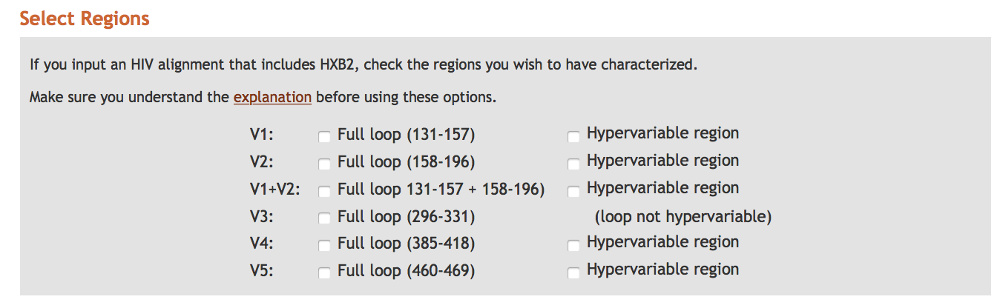 Select Regions
If you input an HIV alignment that includes HXB2, check the regions you wish to have characterized.
Make sure you understand the explanation before using these options.
V1: Full loop (131-157) Hypervariable region
V2: Full loop (158-196) Hypervariable region
V1+V2: Full loop 131-157 + 158-196) Hypervariable region
V3: Full loop (296-331) (loop not hypervariable)
V4: Full loop (385-418) Hypervariable region
V5: Full loop (460-469) Hypervariable region